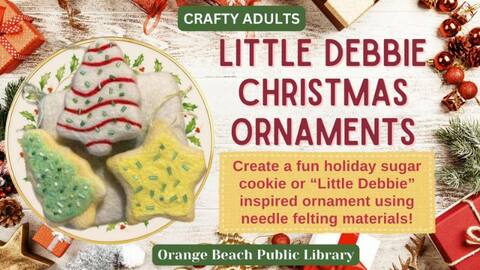 CRAFTY ADULTS
LITTLE DEBBIE
CHRISTMAS
ORNAMENTS
Create a fun holiday sugar
cookie or “Little Debbie”
inspired ornament using
needle felting materials!
Orange Beach Public Library